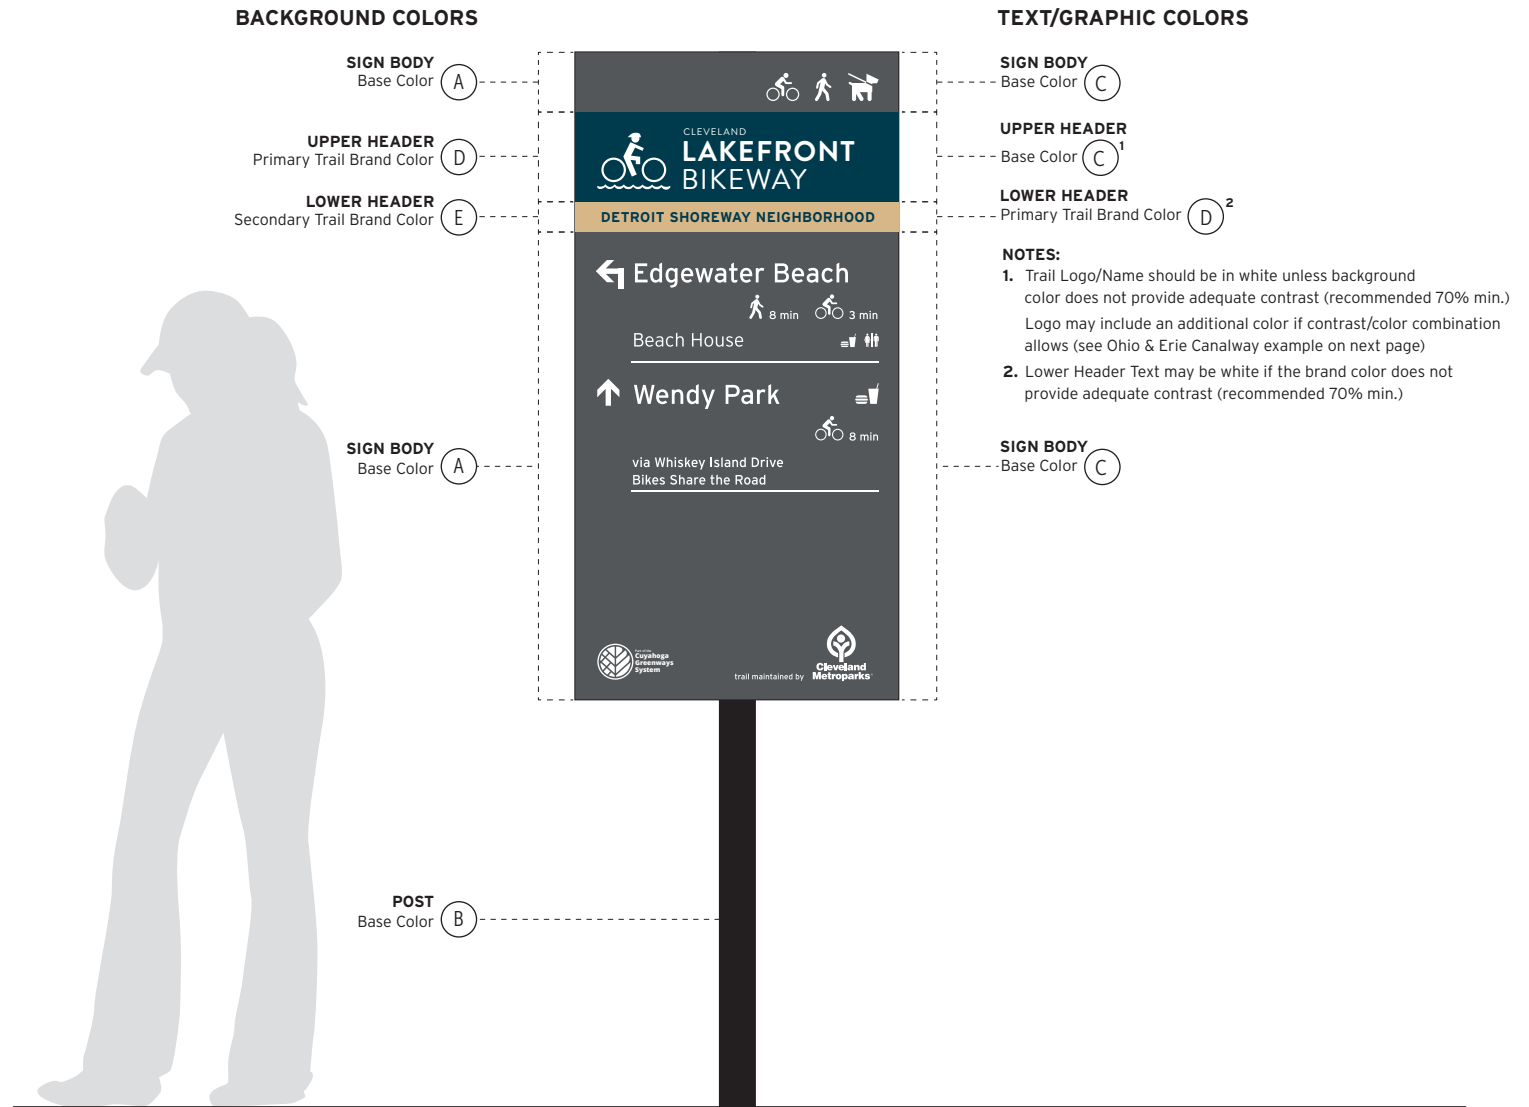 BACKGROUND COLORS
SIGN BODY
Base Color A
UPPER HEADER
Primary Trail Brand Color D
LOWER HEADER
Secondary Trail Brand Color E
SIGN BODY
Base Color A
POST
Base Color B
CLEVELAND
LAKEFRONT
BIKEWAY
DETROIT SHOREWAY NEIGHBORHOOD
Edgewater Beach
8 min 3 min
Beach House
Wendy Park
8 min
via Whiskey Island Drive
Bikes Share the Road
Part of the
Cuyahoga
Greenways
System
trail maintained by
Cleveland
Metroparks
TEXT/GRAPHIC COLORS
SIGN BODY
Base Color C
UPPER HEADER
Base Color C 1
LOWER HEADER
Primary Trail Brand Color D 2
NOTES:
1. Trail Logo/Name should be in white unless background
color does not provide adequate contrast (recommended 70% min.)
Logo may include an additional color if contrast/color combination
allows (see Ohio & Erie Canalway example on next page)
2. Lower Header Text may be white if the brand color does not
provide adequate contrast (recommended 70% min.)
SIGN BODY
Base Color C